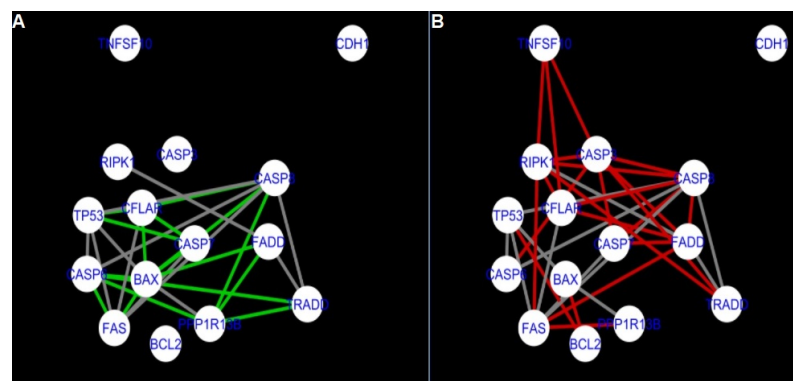 A
B
TNFSF10
CDH1
TNFSF10
CDH1
RIPK1
CASP3
CASP8
RIPK1
CASP3
CASP8
TP53
CFLAR
CASP7
FADD
TP53
CFLAR
CASP7
FADD
CASP6
BAX
CASP6
BAX
FAS
PPP1R13B
TRADD
FAS
PPP1R13B
TRADD
BCL2
BCL2